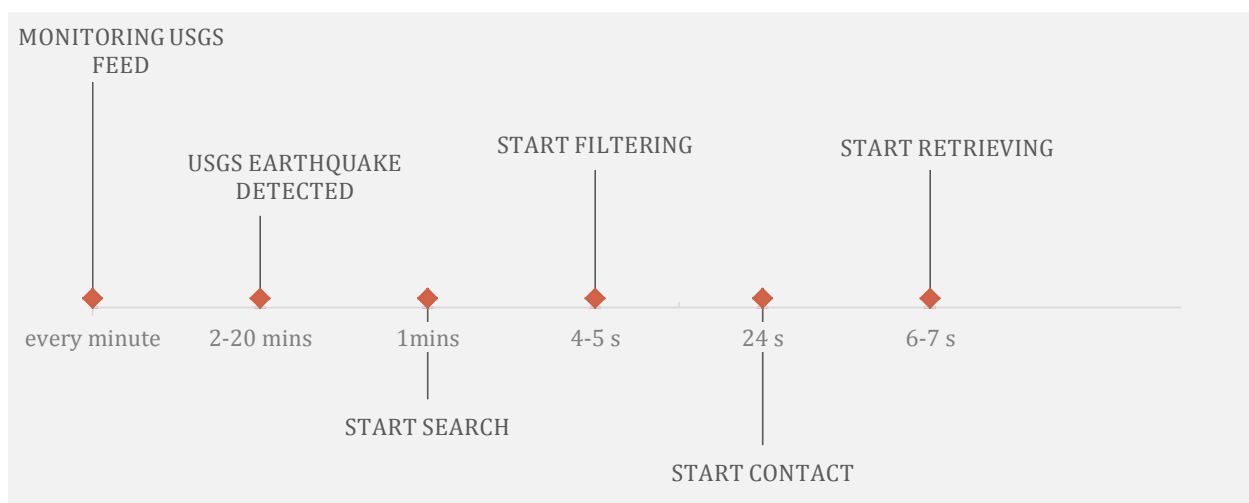 MONITORING USGS
FEED
USGS EARTHQUAKE
DETECTED
START FILTERING
START RETRIEVING
every minute
2-20 mins
1mins
4-5 s
24 s
6-7 s
START SEARCH
START CONTACT